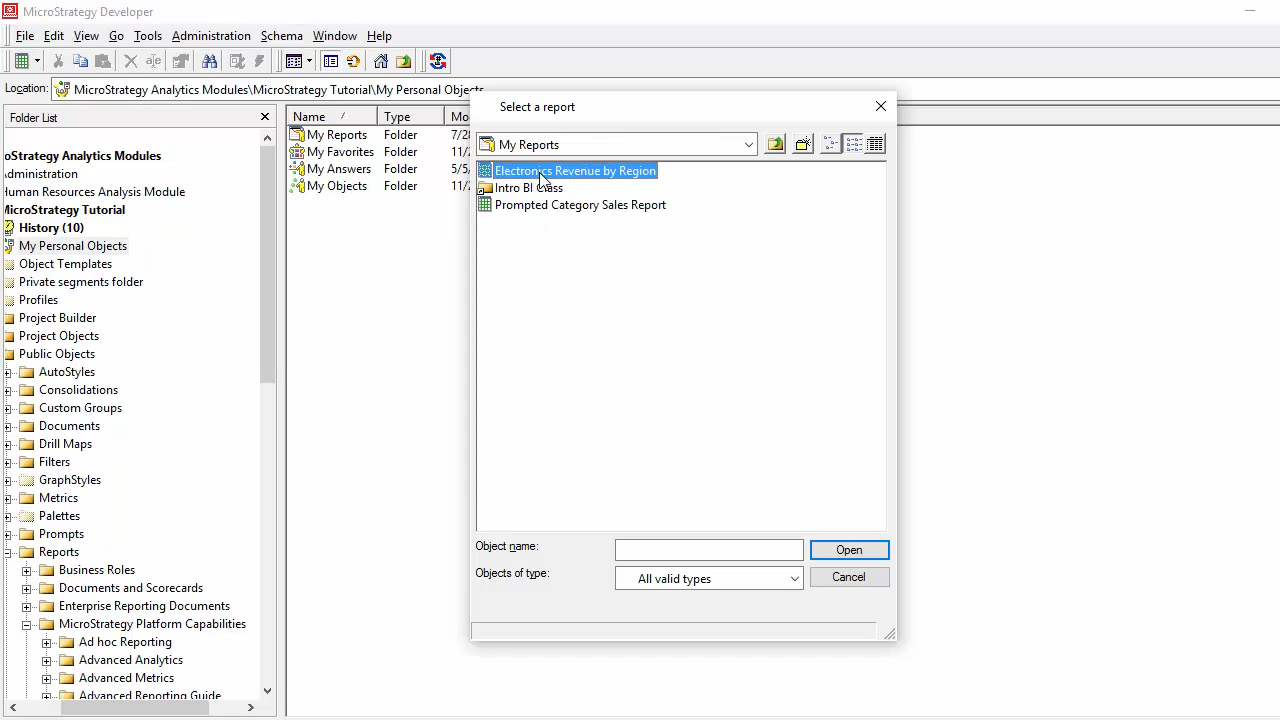 MicroStrategy Developer
File Edit View Go Tools Administration Schema Window Help
Location: MicroStrategy Analytics Modules\MicroStrategy Tutorial\My Personal Objects
Folder List
oStrategy Analytics Modules
Administration
Human Resources Analysis Module
MicroStrategy Tutorial
History (10)
My Personal Objects
Object Templates
Private segments folder
Profiles
Project Builder
Project Objects
Public Objects
AutoStyles
Consolidations
Custom Groups
Documents
Drill Maps
Filters
GraphStyles
Metrics
Palettes
Prompts
Reports
Business Roles
Documents and Scorecards
Enterprise Reporting Documents
MicroStrategy Platform Capabilities
Ad hoc Reporting
Advanced Analytics
Advanced Metrics
Advanced Reporting Guide
Name Type Mo
My Reports Folder 7/28
My Favorites Folder 11/2
My Answers Folder 5/5/
My Objects Folder 11/2
Select a report
My Reports
Electronics Revenue by Region
Intro BI
Prompted Category Sales Report
Object name:
Open
Objects of type: All valid types
Cancel